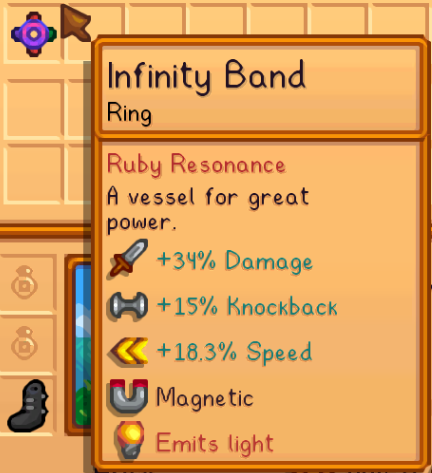 Infinity Band
Ring
Ruby Resonance
A vessel for great
power.
+34% Damage
+15% Knockback
+18.3% Speed
Magnetic
Emits light